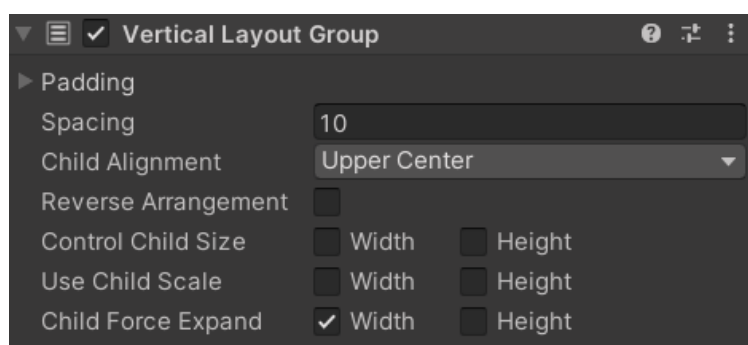 Vertical Layout Group
Padding
Spacing 10
Child Alignment Upper Center
Reverse Arrangement
Control Child Size Width Height
Use Child Scale Width Height
Child Force Expand Width Height